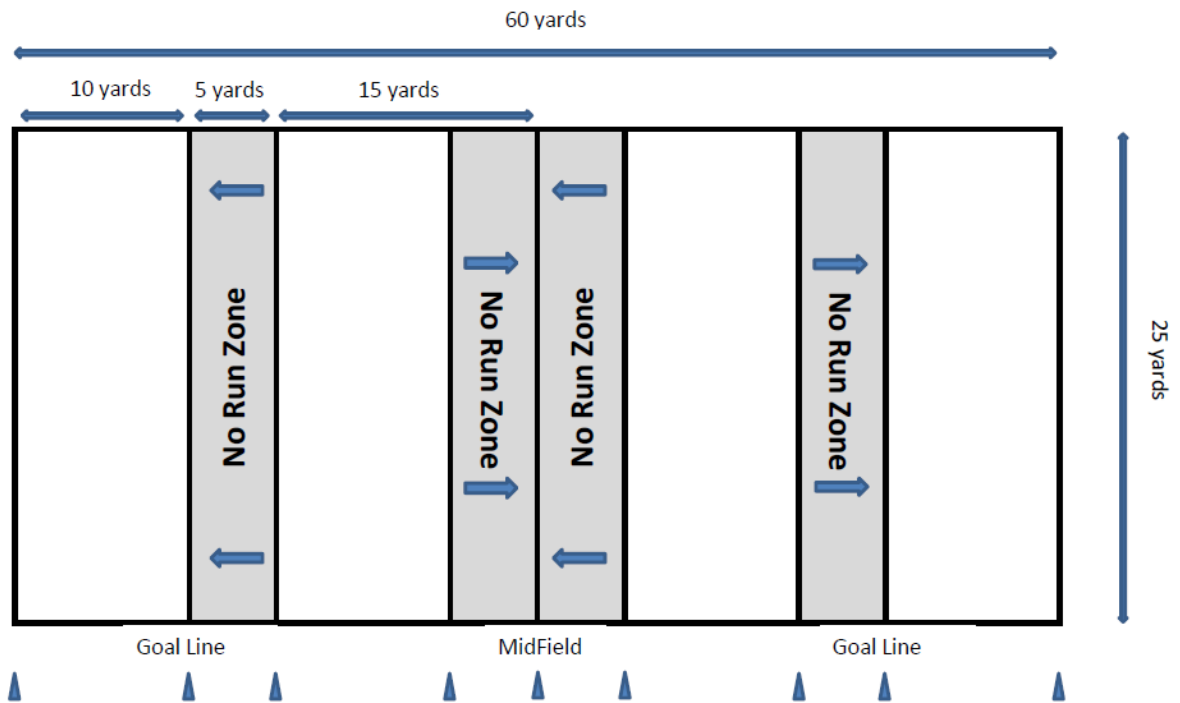 60 yards
10 yards
5 yards
15 yards
No Run Zone
No Run Zone
No Run Zone
No Run Zone
25 yards
Goal Line
MidField
Goal Line